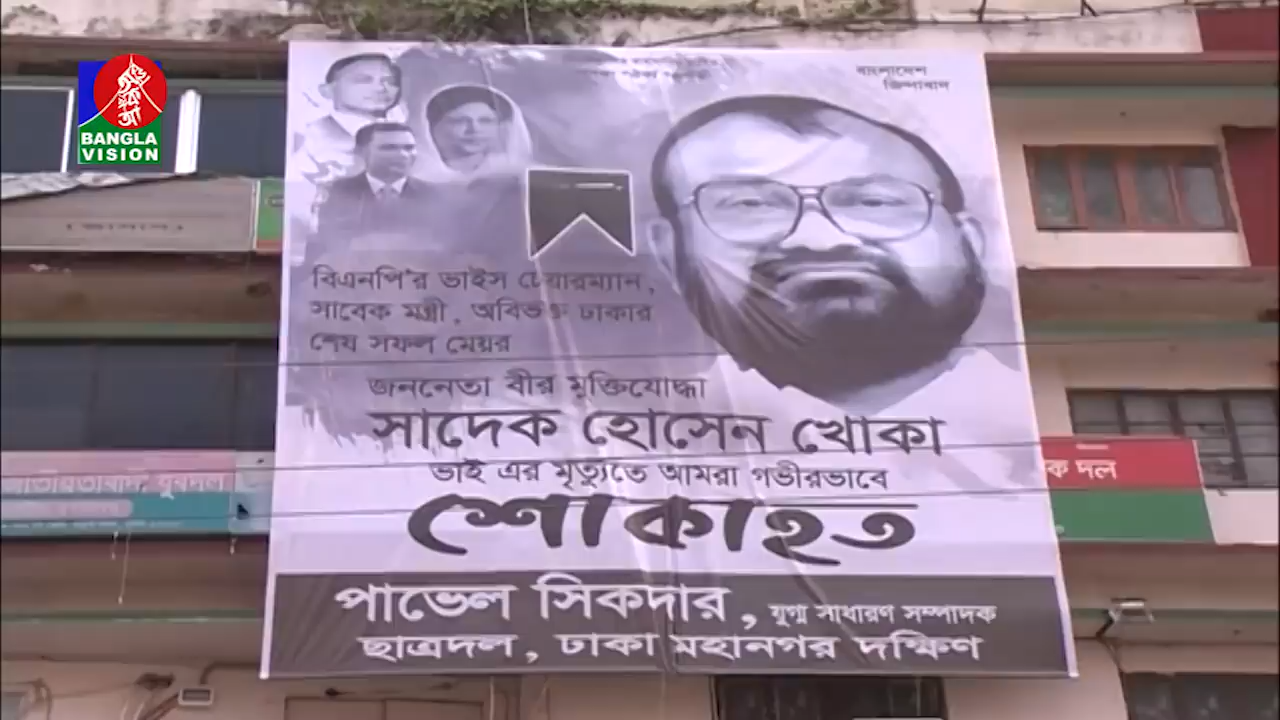 BANGLA
VISION
বাংলাদেশ
জিন্দাবাদ
বিএনপি'র ভাইস চেয়ারম্যান,
সাবেক মন্ত্রী, অবিভক্ত ঢাকার
শেষ সফল মেয়র
জননেতা বীর মুক্তিযোদ্ধা
সাদেক হোসেন খোকা
ভাই এর মৃত্যুতে আমরা গভীরভাবে
শোকাহত
পাভেল সিকদার, যুগ্ম সাধারণ সম্পাদক
ছাত্রদল, ঢাকা মহানগর দক্ষিণ
ক দল